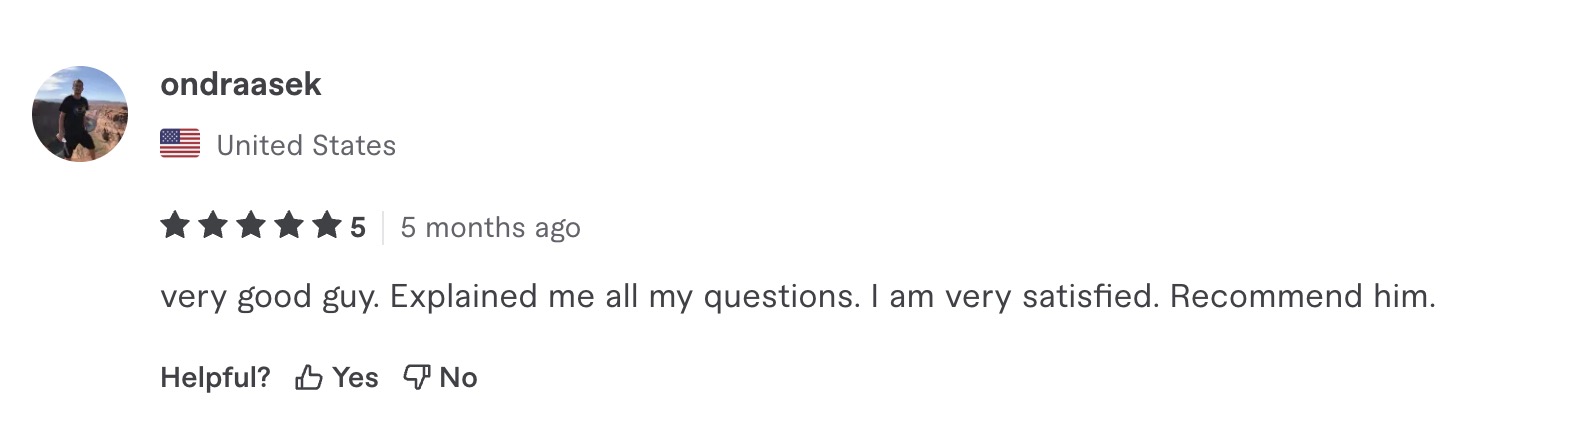 ondraasek
United States
5 5 months ago
very good guy. Explained me all my questions. I am very satisfied. Recommend him.
Helpful? Yes No